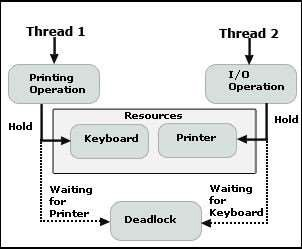 Thread 1
Thread 2
Printing
Operation
I/O
Operation
Hold
Hold
Resources
Keyboard
Printer
Waiting
for
Printer
Waiting
for
Keyboard
Deadlock